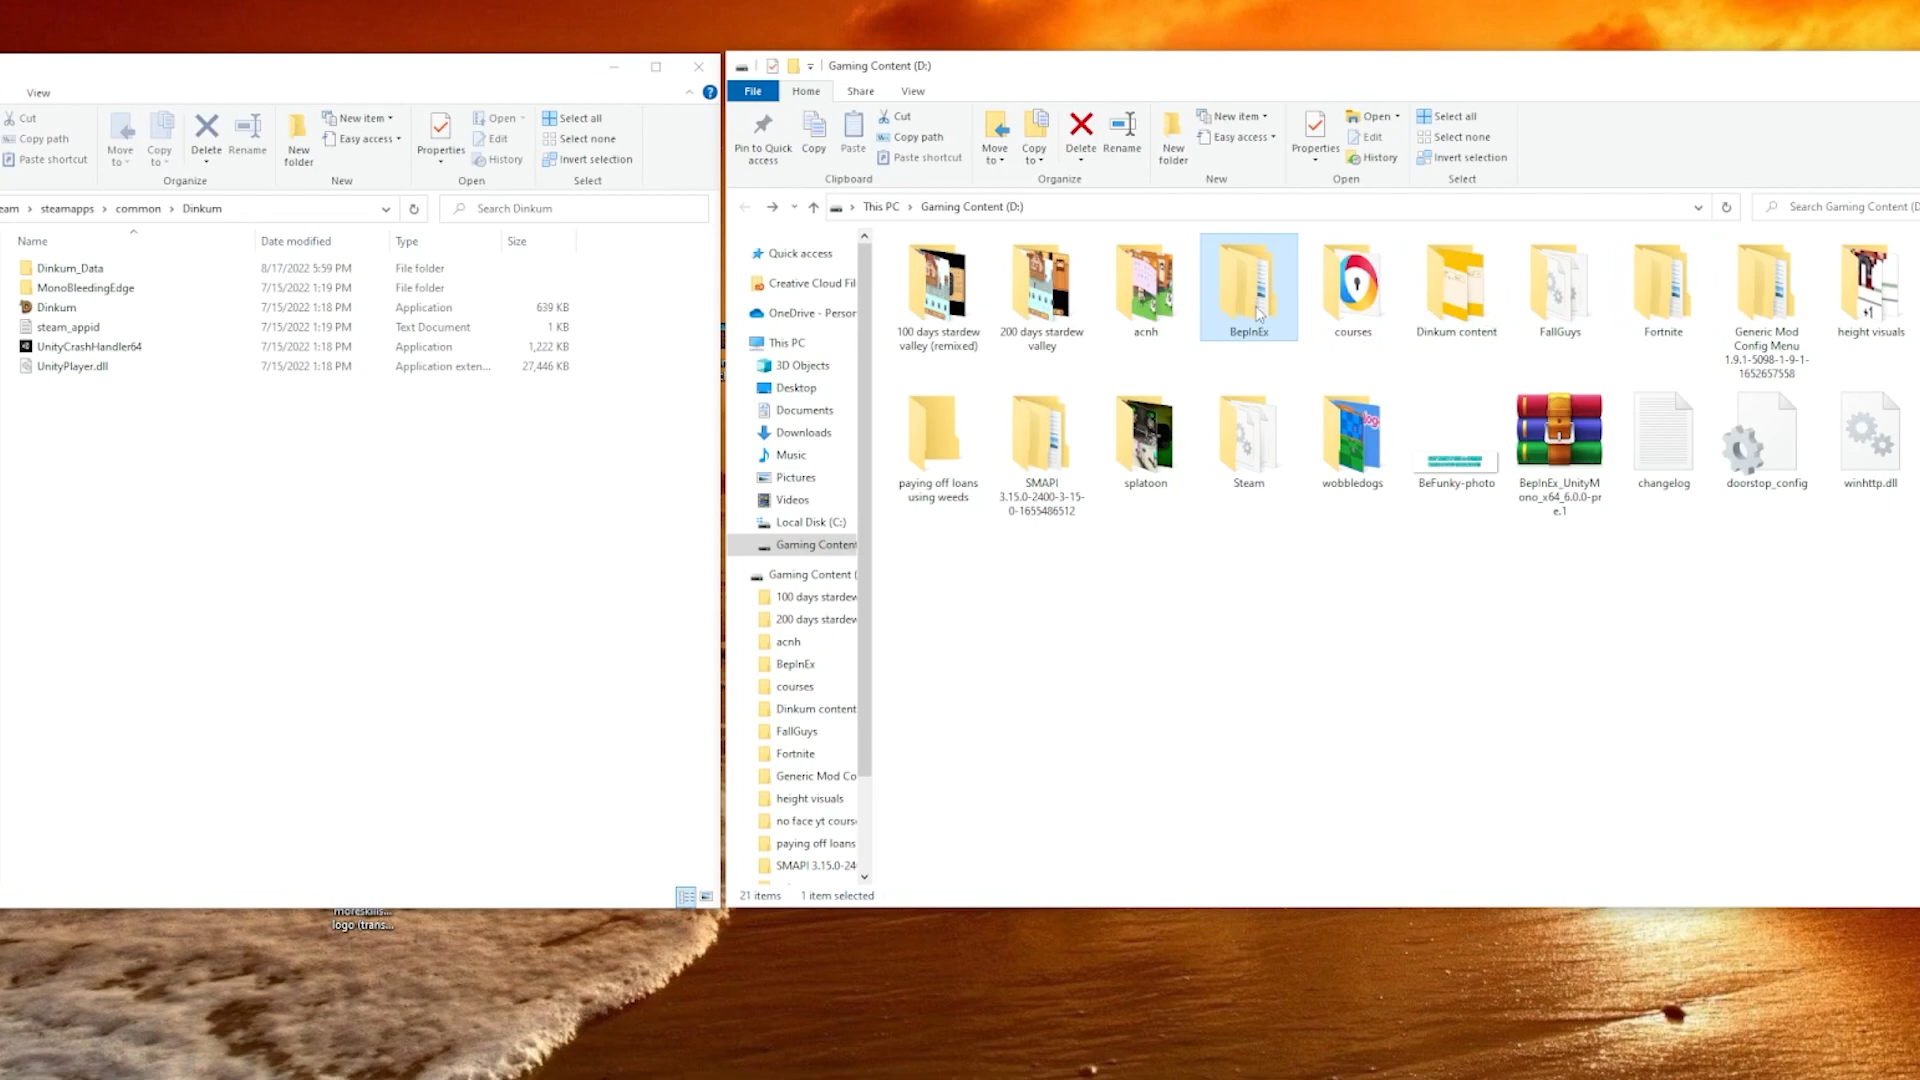 View
Cut
Copy path
Paste shortcut
Move to
Copy to
Delete
Rename
Organize
New folder
New item
Easy access
New
Properties
Open
Edit
History
Open
Select all
Select none
Invert selection
Select
steamapps > common > Dinkum
Search Dinkum
Name Date modified Type Size
Dinkum_Data 8/17/2022 5:59 PM File folder
MonoBleedingEdge 7/15/2022 1:19 PM File folder
Dinkum 7/15/2022 1:18 PM Application 639 KB
steam_appid 7/15/2022 1:19 PM Text Document 1 KB
UnityCrashHandler64 7/15/2022 1:18 PM Application 1,222 KB
UnityPlayer.dll 7/15/2022 1:18 PM Application exten... 27,446 KB
moreskills...
logo (trans...
Gaming Content (D:)
File Home Share View
Pin to Quick access
Copy
Paste
Cut
Copy path
Paste shortcut
Clipboard
Move to
Copy to
Delete
Rename
Organize
New folder
New item
Easy access
New
Properties
Open
Edit
History
Open
Select all
Select none
Invert selection
Select
This PC > Gaming Content (D:)
Search Gaming Content (D
Quick access
Creative Cloud Fil
OneDrive - Person
This PC
3D Objects
Desktop
Documents
Downloads
Music
Pictures
Videos
Local Disk (C:)
Gaming Content
Gaming Content (
100 days stardew
200 days stardew
acnh
BepInEx
courses
Dinkum content
FallGuys
Fortnite
Generic Mod Co
height visuals
no face yt course
paying off loans
SMAPI 3.15.0-24
100 days stardew
valley (remixed)
200 days stardew
valley
acnh
BepInEx
courses
Dinkum content
FallGuys
Fortnite
Generic Mod
Config Menu
1.9.1-5098-1-9-1-
1652657558
height visuals
paying off loans
using weeds
SMAPI
3.15.0-2400-3-15-
0-1655486512
splatoon
Steam
wobbledogs
BeFunky-photo
BepInEx_UnityM
ono_x64_6.0.0-pr
e.1
changelog
doorstop_config
winhttp.dll
21 items 1 item selected